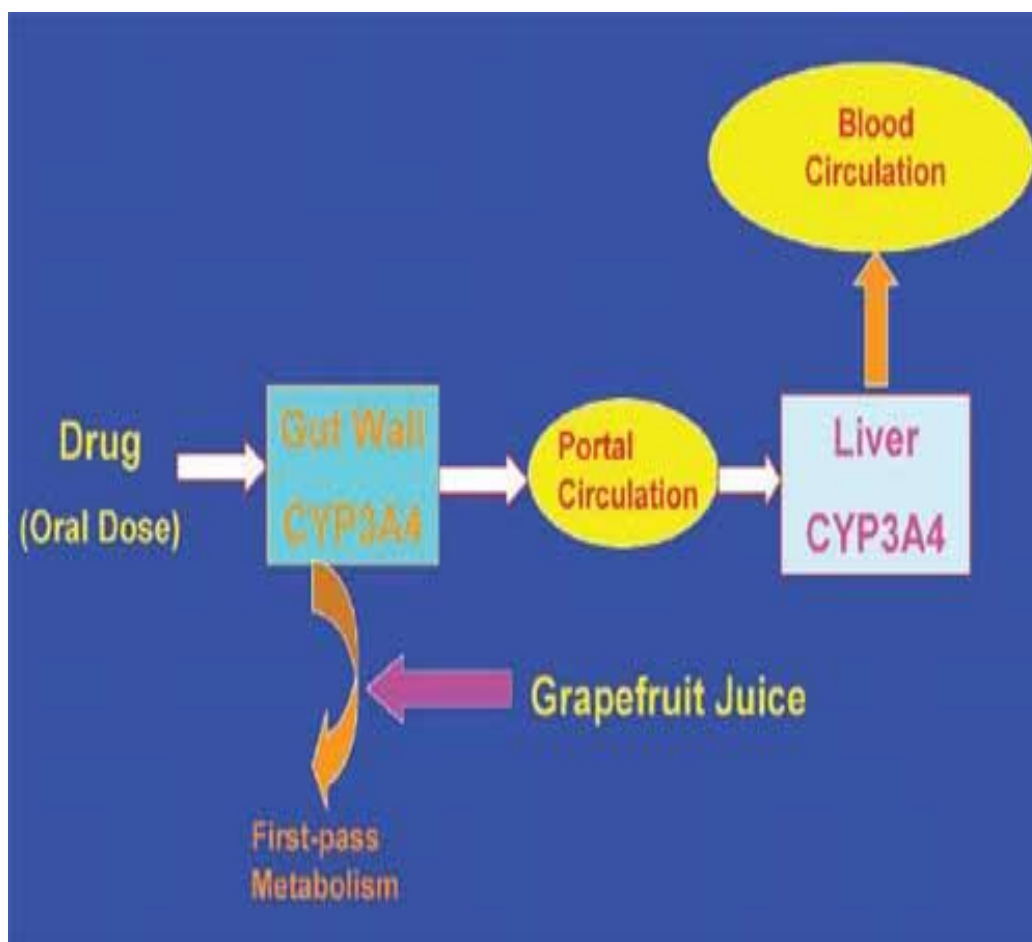 Blood
Circulation
Drug
(Oral Dose)
Gut Wall
CYP3A4
Portal
Circulation
Liver
CYP3A4
Grapefruit Juice
First-pass
Metabolism